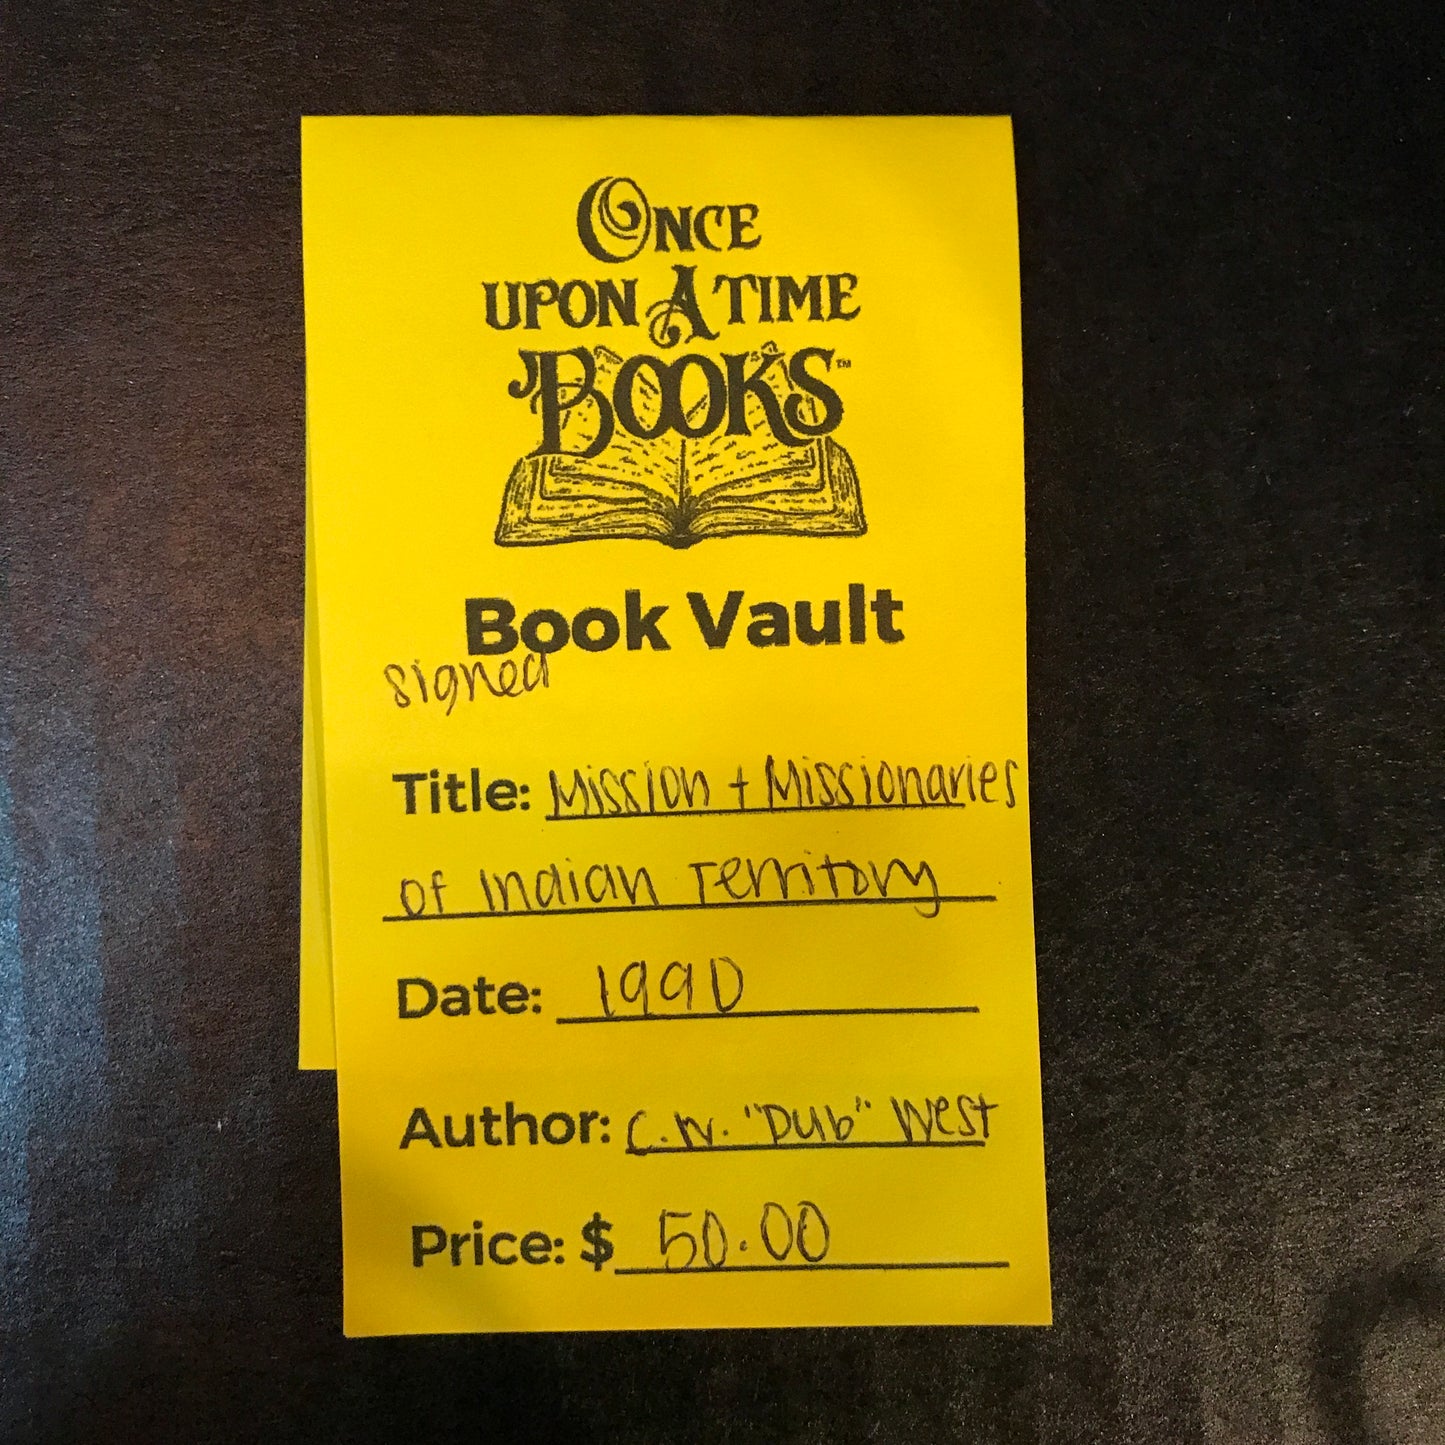 ONCE
UPON A TIME
BOOKS™
Book Vault
signed
Title: Mission + Missionaries
of Indian Territory
Date: 1990
Author: C.W. "Dub" West
Price: $ 50.00